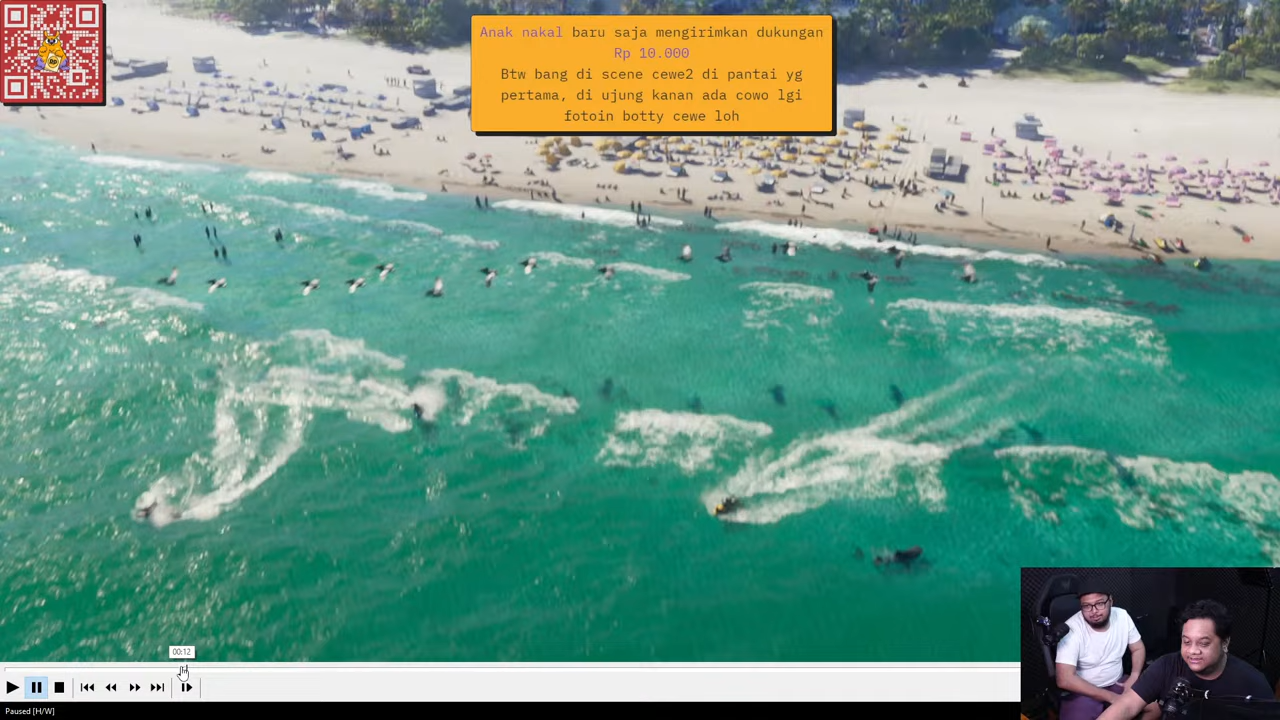 Anak nakal baru saja mengirimkan dukungan
Rp 10.000
Btw bang di scene cewe2 di pantai yg
pertama, di ujung kanan ada cowo lgi
fotoin botty cewe loh
00:12
Paused [H/W]